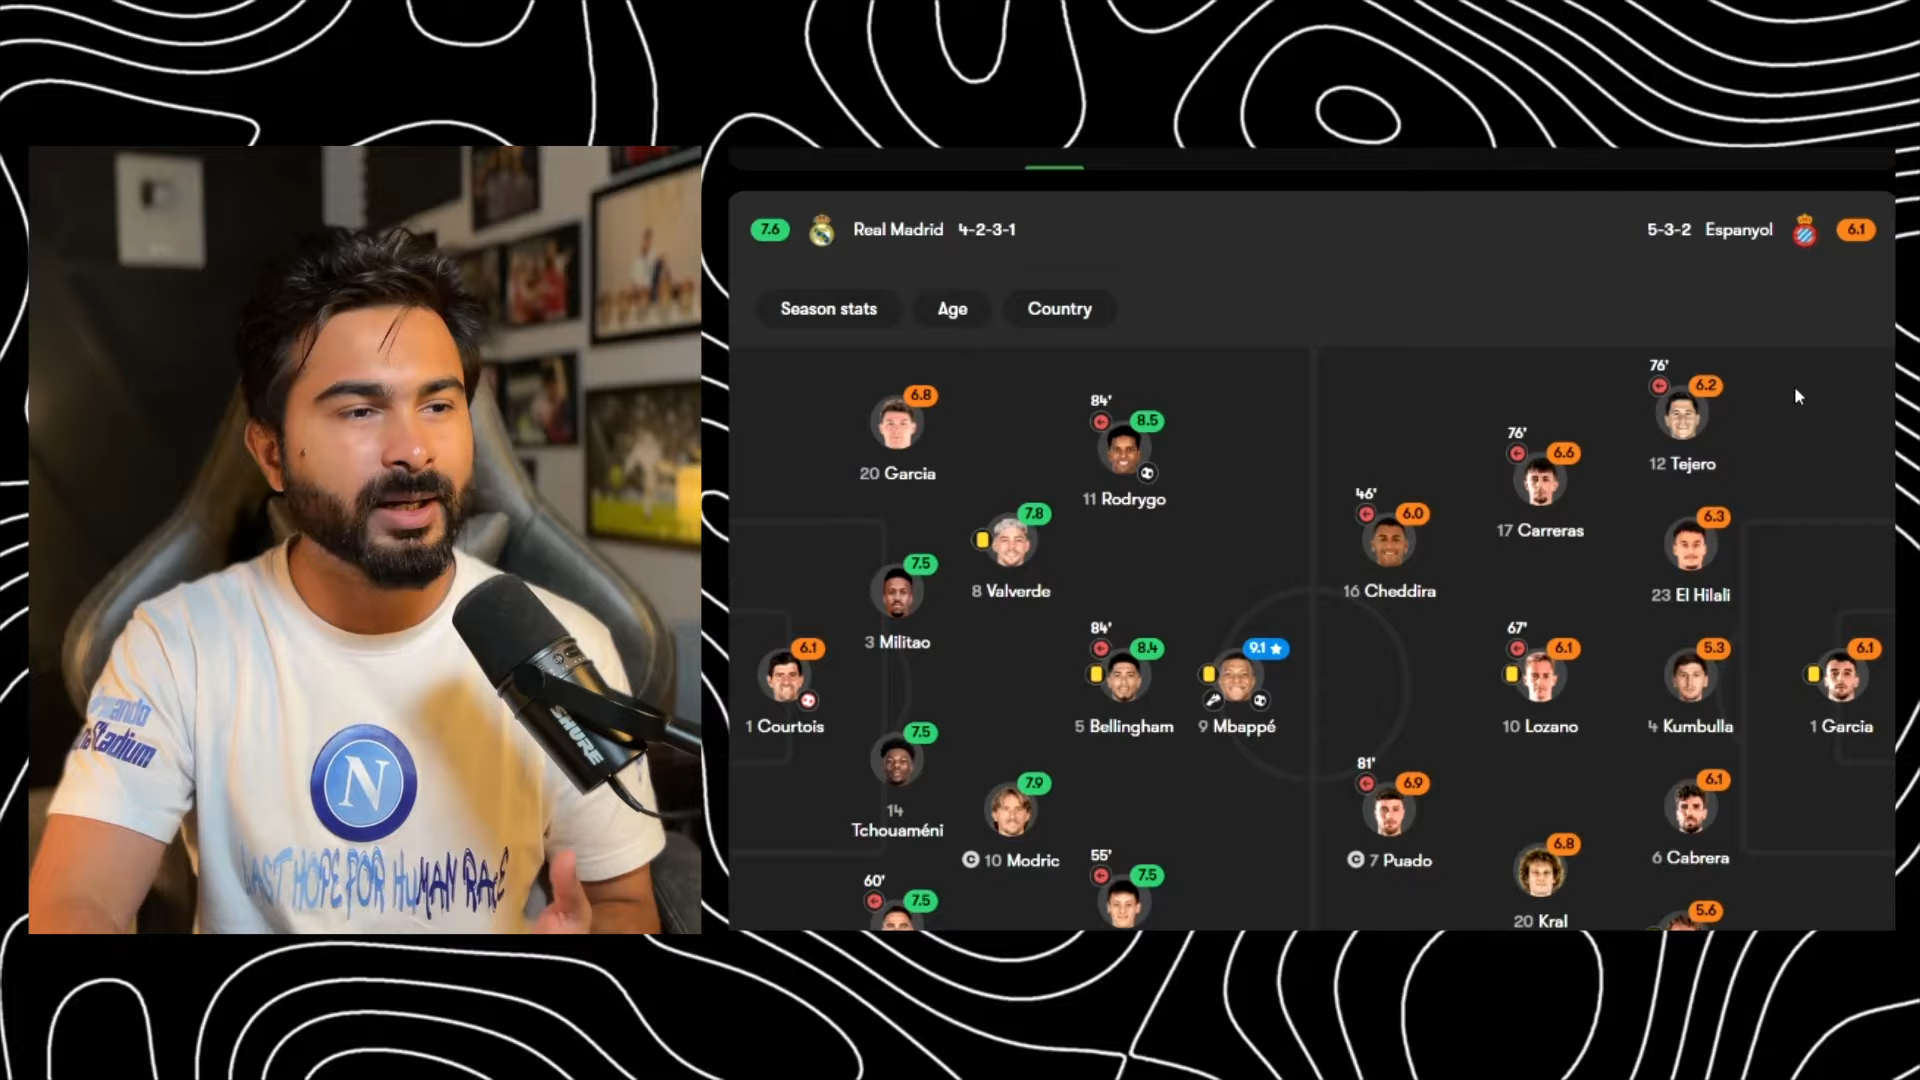 7.6 Real Madrid 4-2-3-1
5-3-2 Espanyol 6.1
Season stats Age Country
6.8
20 Garcia
84'
8.5
11 Rodrygo
7.8
8 Valverde
7.5
3 Militao
6.1
1 Courtois
84'
8.4
5 Bellingham
9.1
9 Mbappé
7.5
14
Tchouaméni
7.9
C 10 Modric
60'
7.5
55'
7.5
76'
6.2
12 Tejero
76'
6.6
17 Carreras
46'
6.0
16 Cheddira
6.3
23 El Hilali
67'
6.1
10 Lozano
5.3
4 Kumbulla
6.1
1 Garcia
81'
6.9
C 7 Puado
6.8
20 Kral
6.1
6 Cabrera
5.6
SHURE
N
LAST HOPE FOR HUMAN RACE
Stadium